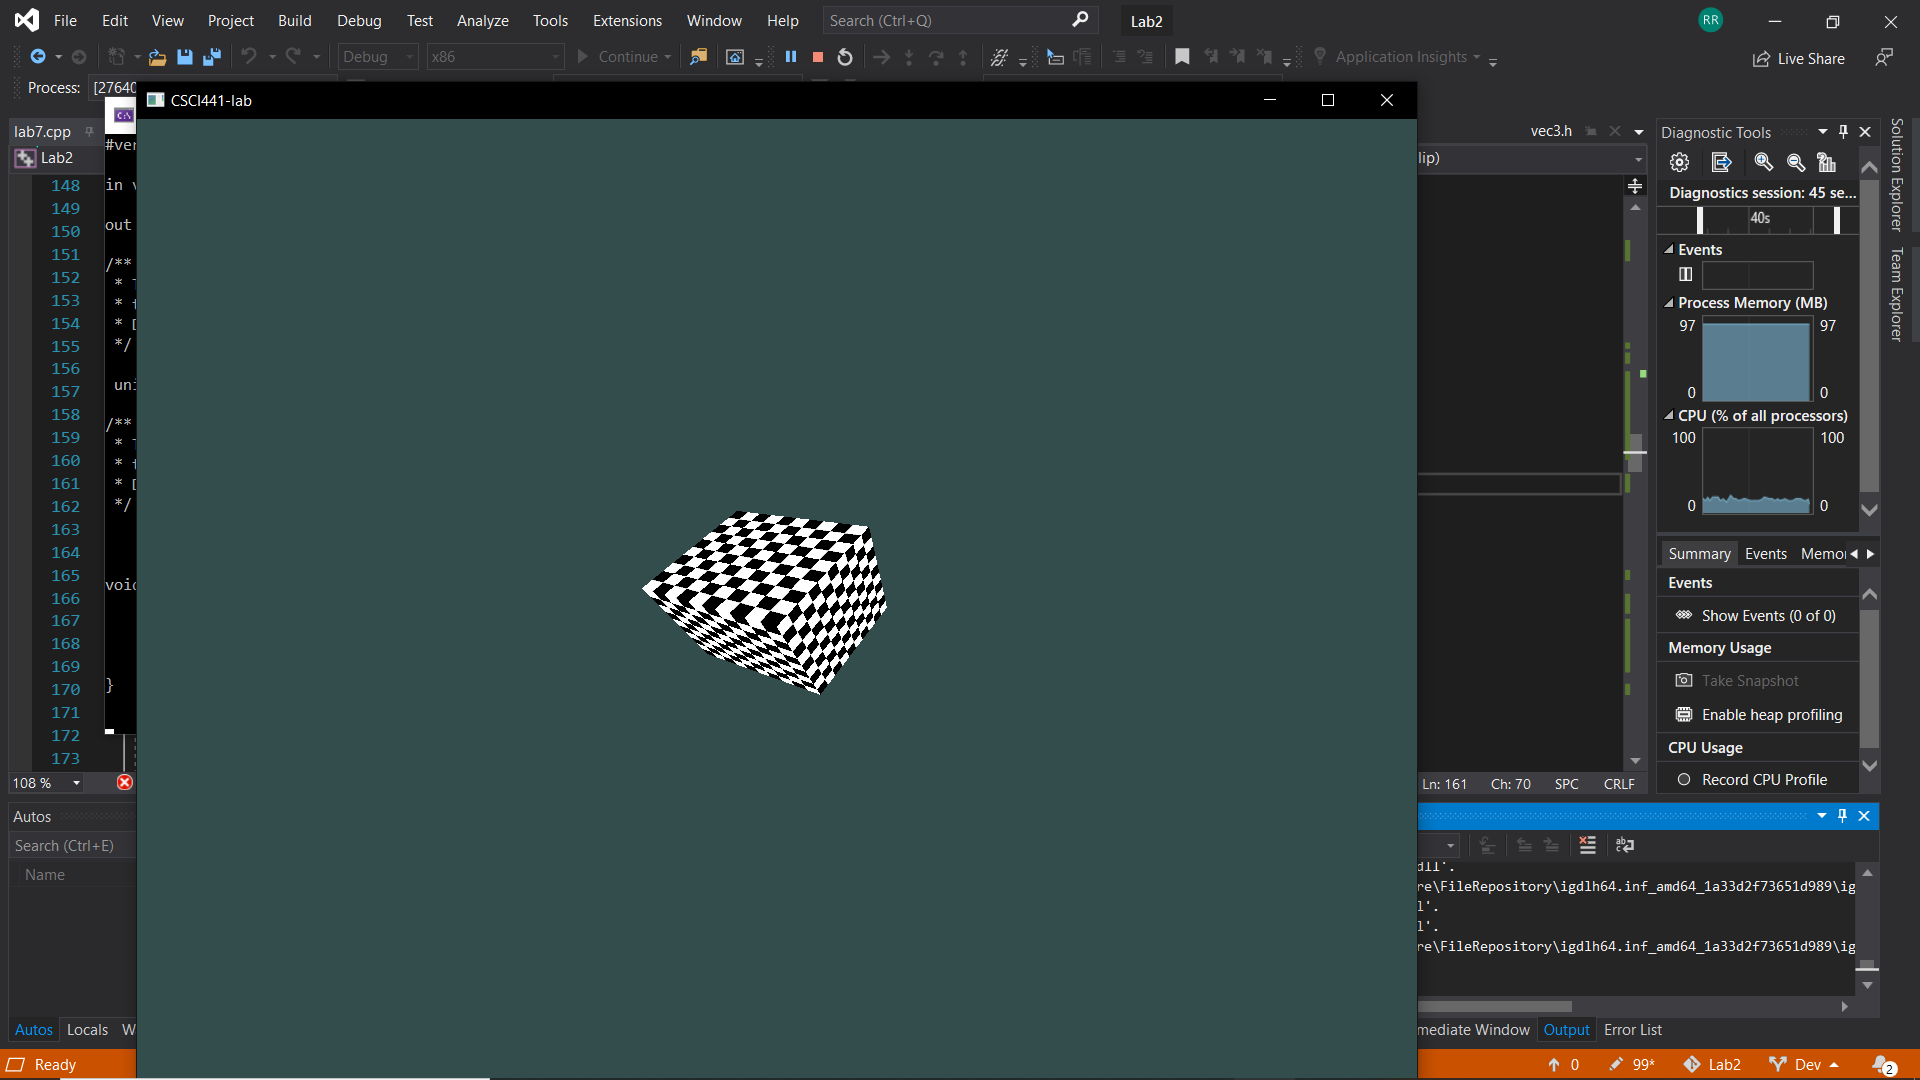 File Edit View Project Build Debug Test Analyze Tools Extensions Window Help Search (Ctrl+Q) Lab2 RR
Debug x86 Continue Application Insights Live Share
Process: [27640
CSCI441-lab
lab7.cpp vec3.h
Lab2 lip)
148
149
150
151
152
153
154
155
156
157
158
159
160
161
162
163
164
165
166
167
168
169
170
171
172
173
#ver
in v
out
/**
*
*
*
*/
uni
/**
*
*
*
*/
void
}
108 %
Ln: 161 Ch: 70 SPC CRLF
Diagnostic Tools
Diagnostics session: 45 se...
40s
Events
Process Memory (MB)
97 97
0 0
CPU (% of all processors)
100 100
0 0
Summary Events Memor
Events
Show Events (0 of 0)
Memory Usage
Take Snapshot
Enable heap profiling
CPU Usage
Record CPU Profile
Solution Explorer
Team Explorer
Autos
Search (Ctrl+E)
Name
Autos Locals W
dll'.
re\FileRepository\igdlh64.inf_amd64_1a33d2f73651d989\ig
l'.
l'.
re\FileRepository\igdlh64.inf_amd64_1a33d2f73651d989\ig
mediate Window Output Error List
Ready 0 99* Lab2 Dev 2